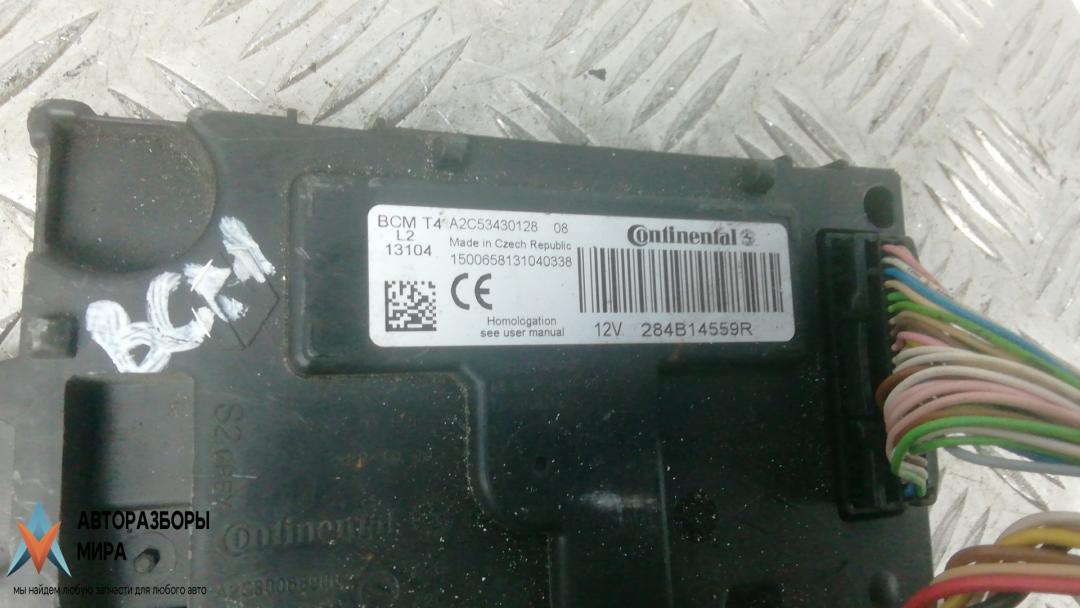 BCM T4 A2C53430128 08
L2
13104
Made in Czech Republic
1500658131040338
Continental
CE
Homologation
see user manual
12V 284B14559R
BCM
Continental
АВТОРАЗБОРЫ
МИРА
мы найдем любую запчасти для любого авто